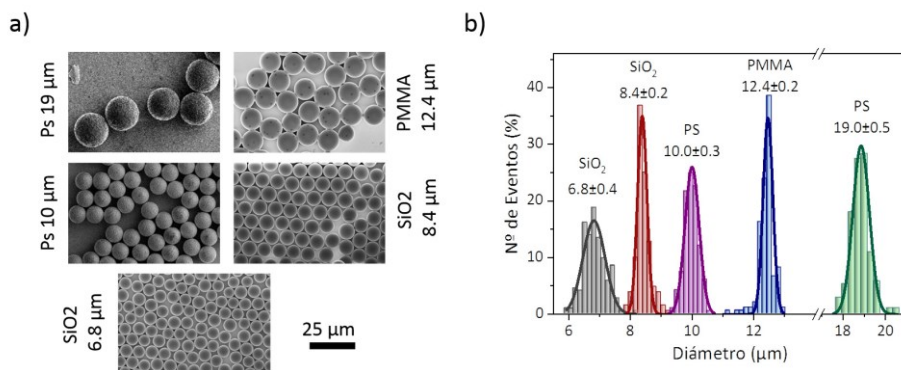 a)
Ps 19 µm
PMMA
12.4 µm
Ps 10 µm
SiO2
8.4 µm
SiO2
6.8 µm
25 µm
b)
Nº de Eventos (%)
40
30
20
10
0
SiO₂
6.8±0.4
SiO₂
8.4±0.2
PS
10.0±0.3
PMMA
12.4±0.2
PS
19.0±0.5
6 8 10 12 18 20
Diámetro (µm)